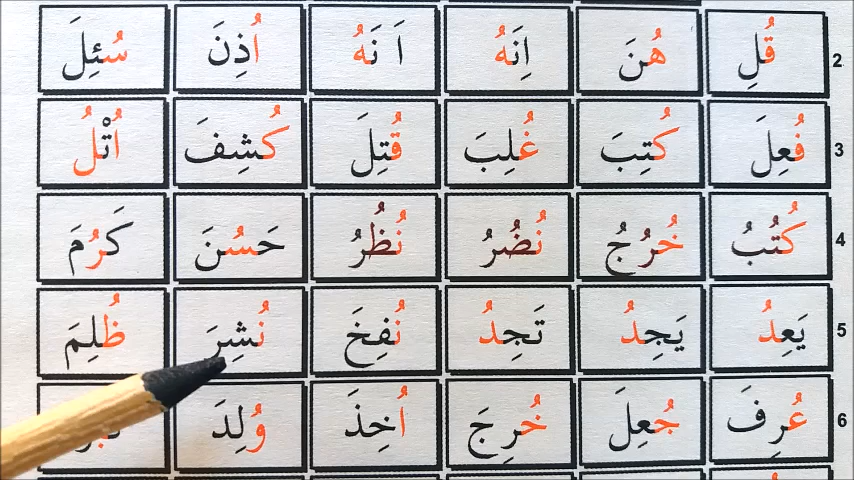 قُلِ هُنَ اِنَهُ اَ نَهُ اُذِنَ سُئِلَ 2
فُعِلَ كُتِبَ غُلِبَ قُتِلَ كُشِفَ اُتْلُ 3
كُتُبُ خُرُجُ نُضُرُ نُظُرُ حَسُنَ كَرُمَ 4
يَعِدُ يَجِدُ تَجِدُ نُفِخَ نُشِرَ ظُلِمَ 5
عُرِفَ جُعِلَ خُرِجَ اُخِذَ وُلِدَ 6